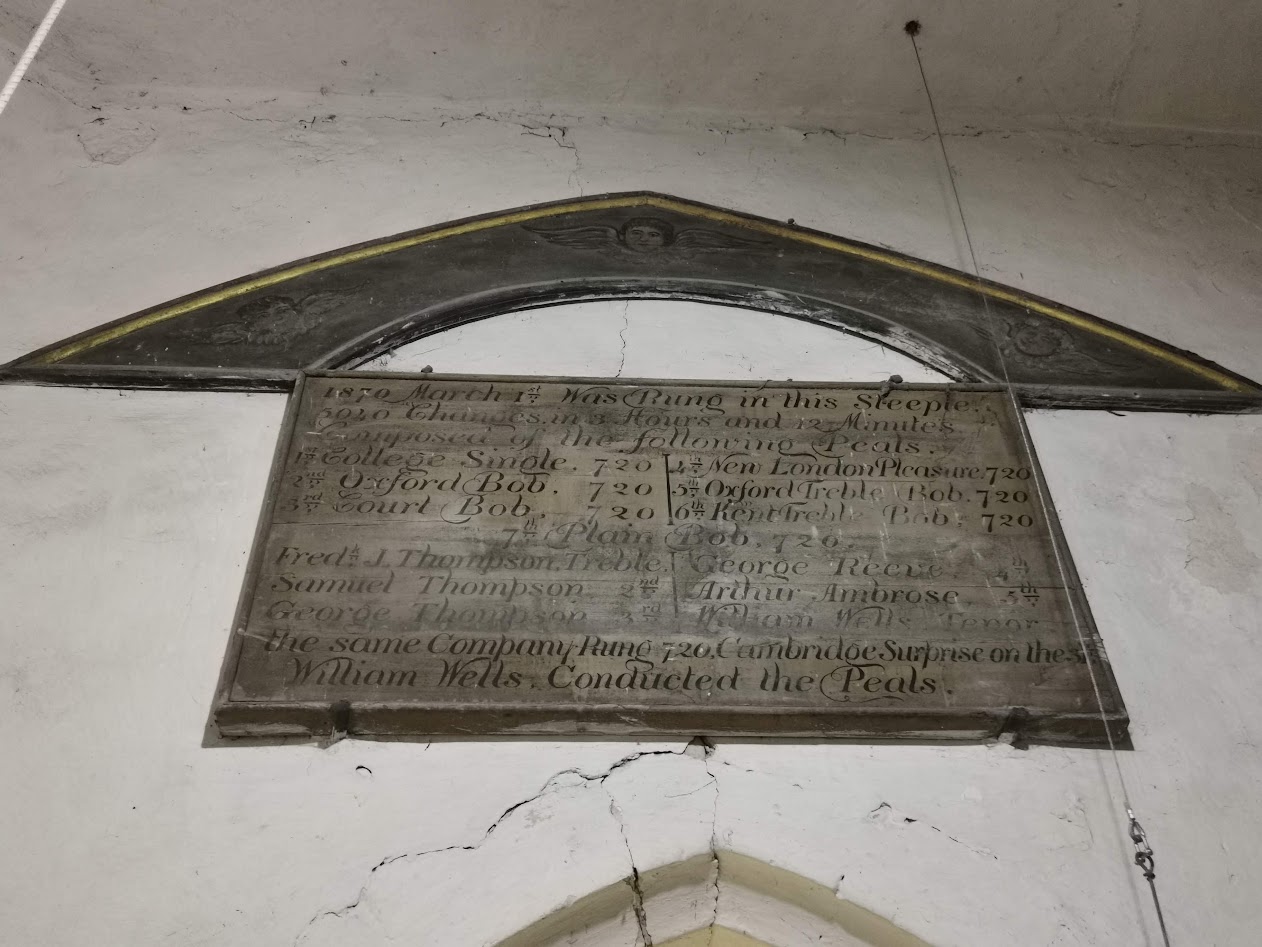 1870 March 1st Was Rung in this Steeple.
5040 Changes, in 3 Hours and 12 Minutes
Composed of the following Peals.
1st College Single. 720 4th New London Pleasure. 720
2nd Oxford Bob. 720 5th Oxford Treble Bob. 720
3rd Court Bob. 720 6th Kent Treble Bob. 720
7th Plain Bob, 720.
Fredk J. Thompson. Treble. George Reeve. 4th
Samuel Thompson. 2nd Arthur Ambrose. 5th
George Thompson 3rd William Wells. Tenor
the same Company Rung 720. Cambridge Surprise on the
William Wells. Conducted the Peals.